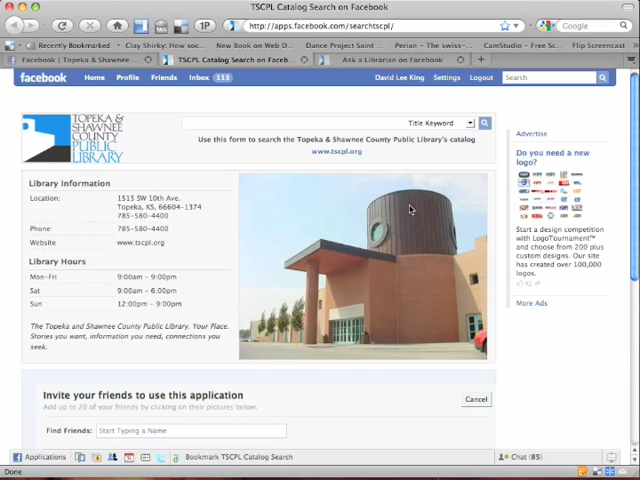 TSCPL Catalog Search on Facebook
1P
http://apps.facebook.com/searchtscpl/
Google
Recently Bookmarked
Clay Shirky: How soc...
New Book on Web D...
Dance Project Saint ...
Perian - The swiss-...
CamStudio - Free S...
Flip Screencast
Facebook | Topeka & Shawnee ...
TSCPL Catalog Search on Faceb...
Ask a Librarian on Facebook
facebook
Home
Profile
Friends
Inbox 113
David Lee King
Settings
Logout
Search
TOPEKA &
SHAWNEE
COUNTY
PUBLIC
LIBRARY
Title Keyword
Use this form to search the Topeka & Shawnee County Public Library's catalog
www.tscpl.org
Library Information
Location: 1515 SW 10th Ave.
Topeka, KS, 66604-1374
785-580-4400
Phone: 785-580-4400
Website www.tscpl.org
Library Hours
Mon-Fri 9:00am - 9:00pm
Sat 9:00am - 6:00pm
Sun 12:00pm - 9:00pm
The Topeka and Shawnee County Public Library. Your Place.
Stories you want, information you need, connections you
seek.
Advertise
Do you need a new
logo?
Start a design competition
with LogoTournament™
and choose from 200 plus
custom designs. Our site
has created over 100,000
logos.
More Ads
Invite your friends to use this application
Add up to 20 of your friends by clicking on their pictures below.
Cancel
Find Friends: Start Typing a Name
Applications
Bookmark TSCPL Catalog Search
Chat (85)
Done